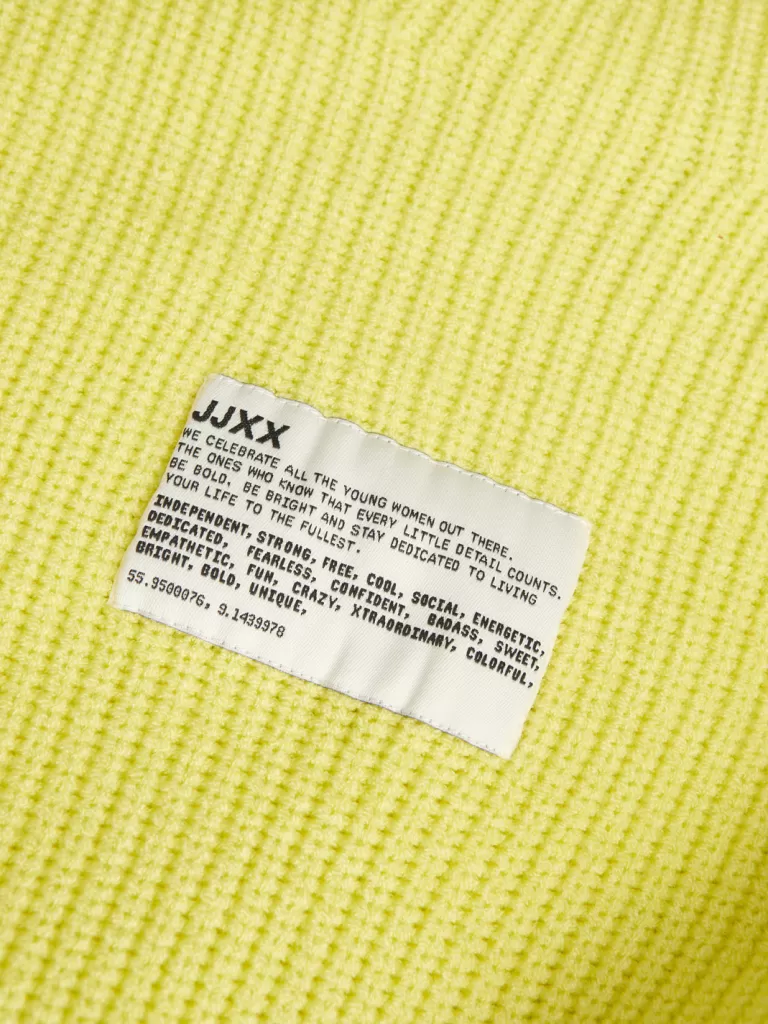 JJXX
WE CELEBRATE ALL THE YOUNG WOMEN OUT THERE.
THE ONES WHO KNOW THAT EVERY LITTLE DETAIL COUNTS.
BE BOLD, BE BRIGHT AND STAY DEDICATED TO LIVING
YOUR LIFE TO THE FULLEST.
INDEPENDENT, STRONG, FREE, COOL, SOCIAL, ENERGETIC,
DEDICATED, FEARLESS, CONFIDENT, BADASS, SWEET,
EMPATHETIC, FUN, CRAZY, XTRAORDINARY, COLORFUL,
BRIGHT, BOLD, UNIQUE,
55.9500076, 9.1439978